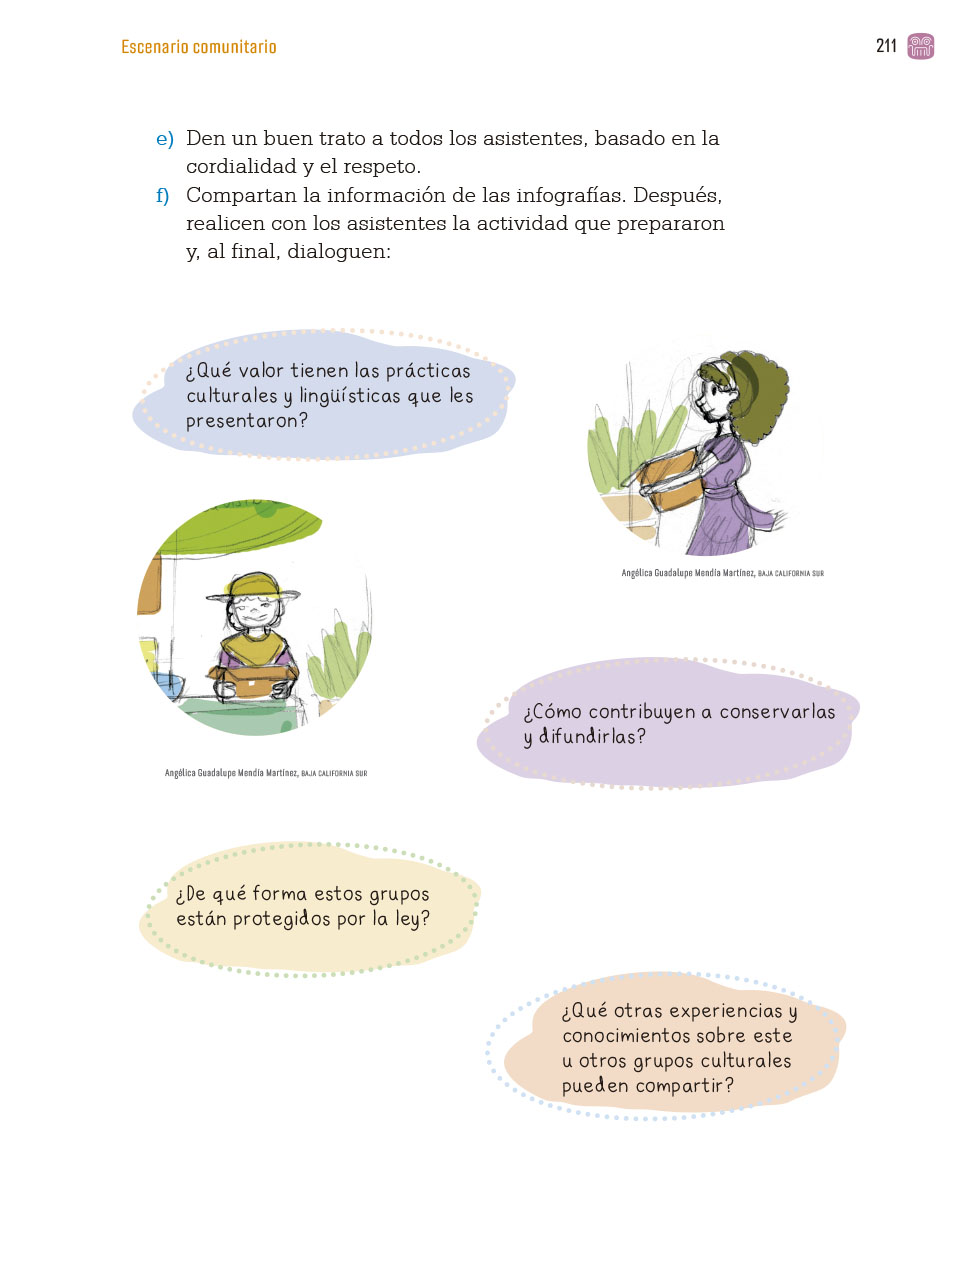 Escenario comunitario
211
e) Den un buen trato a todos los asistentes, basado en la
cordialidad y el respeto.
f) Compartan la información de las infografías. Después,
realicen con los asistentes la actividad que prepararon
y, al final, dialoguen:
¿Qué valor tienen las prácticas
culturales y lingüísticas que les
presentaron?
Angélica Guadalupe Mendía Martínez, BAJA CALIFORNIA SUR
¿Cómo contribuyen a conservarlas
y difundirlas?
Angélica Guadalupe Mendía Martínez, BAJA CALIFORNIA SUR
¿De qué forma estos grupos
están protegidos por la ley?
¿Qué otras experiencias y
conocimientos sobre este
u otros grupos culturales
pueden compartir?